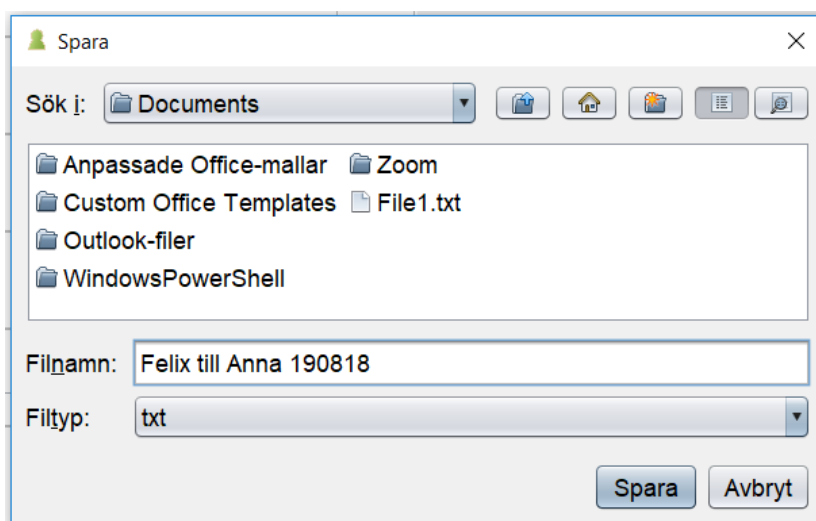 Spara
Sök i: Documents
Anpassade Office-mallar Zoom
Custom Office Templates File1.txt
Outlook-filer
WindowsPowerShell
Filnamn: Felix till Anna 190818
Filtyp: txt
Spara Avbryt